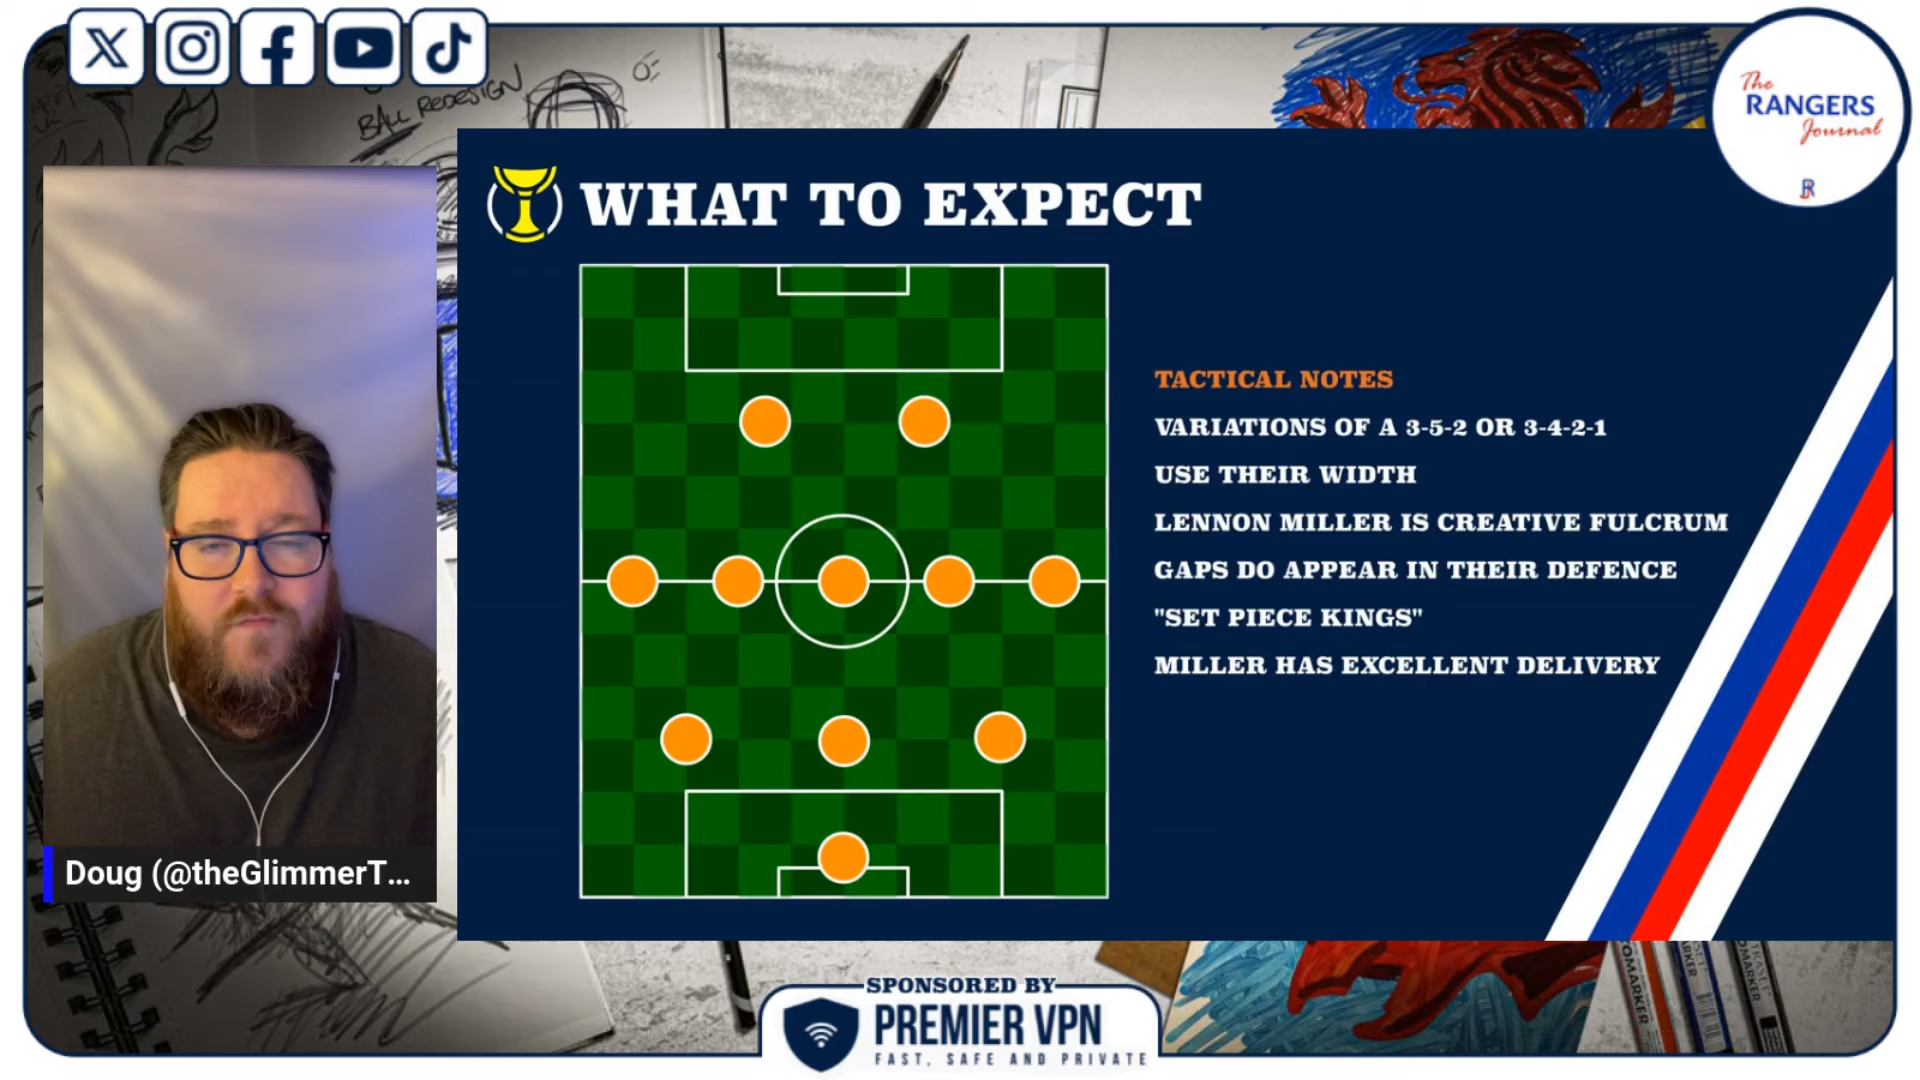 BALL REDESIGN
The
RANGERS
Journal
WHAT TO EXPECT
TACTICAL NOTES
VARIATIONS OF A 3-5-2 OR 3-4-2-1
USE THEIR WIDTH
LENNON MILLER IS CREATIVE FULCRUM
GAPS DO APPEAR IN THEIR DEFENCE
"SET PIECE KINGS"
MILLER HAS EXCELLENT DELIVERY
Doug (@theGlimmerT...
SPONSORED BY
PREMIER VPN
FAST, SAFE AND PRIVATE